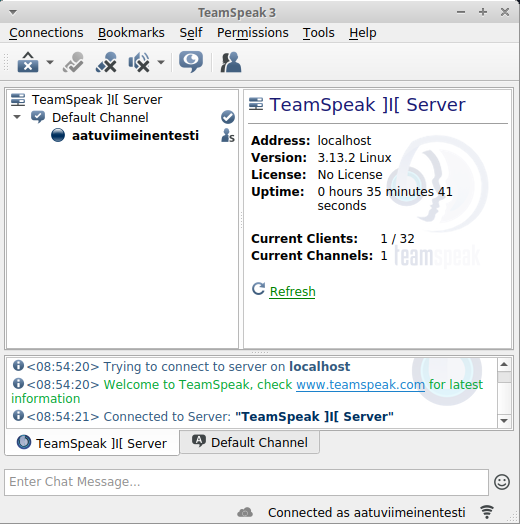 TeamSpeak 3
Connections Bookmarks Self Permissions Tools Help
TeamSpeak ]I[ Server
Default Channel
aatuviimeinentesti
S
TeamSpeak ]I[ Server
Address: localhost
Version: 3.13.2 Linux
License: No License
Uptime: 0 hours 35 minutes 41
seconds
Current Clients: 1 / 32
Current Channels: 1
teamspeak
Refresh
<08:54:20> Trying to connect to server on localhost
<08:54:20> Welcome to TeamSpeak, check www.teamspeak.com for latest
information
<08:54:21> Connected to Server: "TeamSpeak ]I[ Server"
TeamSpeak ]I[ Server
A Default Channel
Enter Chat Message...
Connected as aatuviimeinentesti